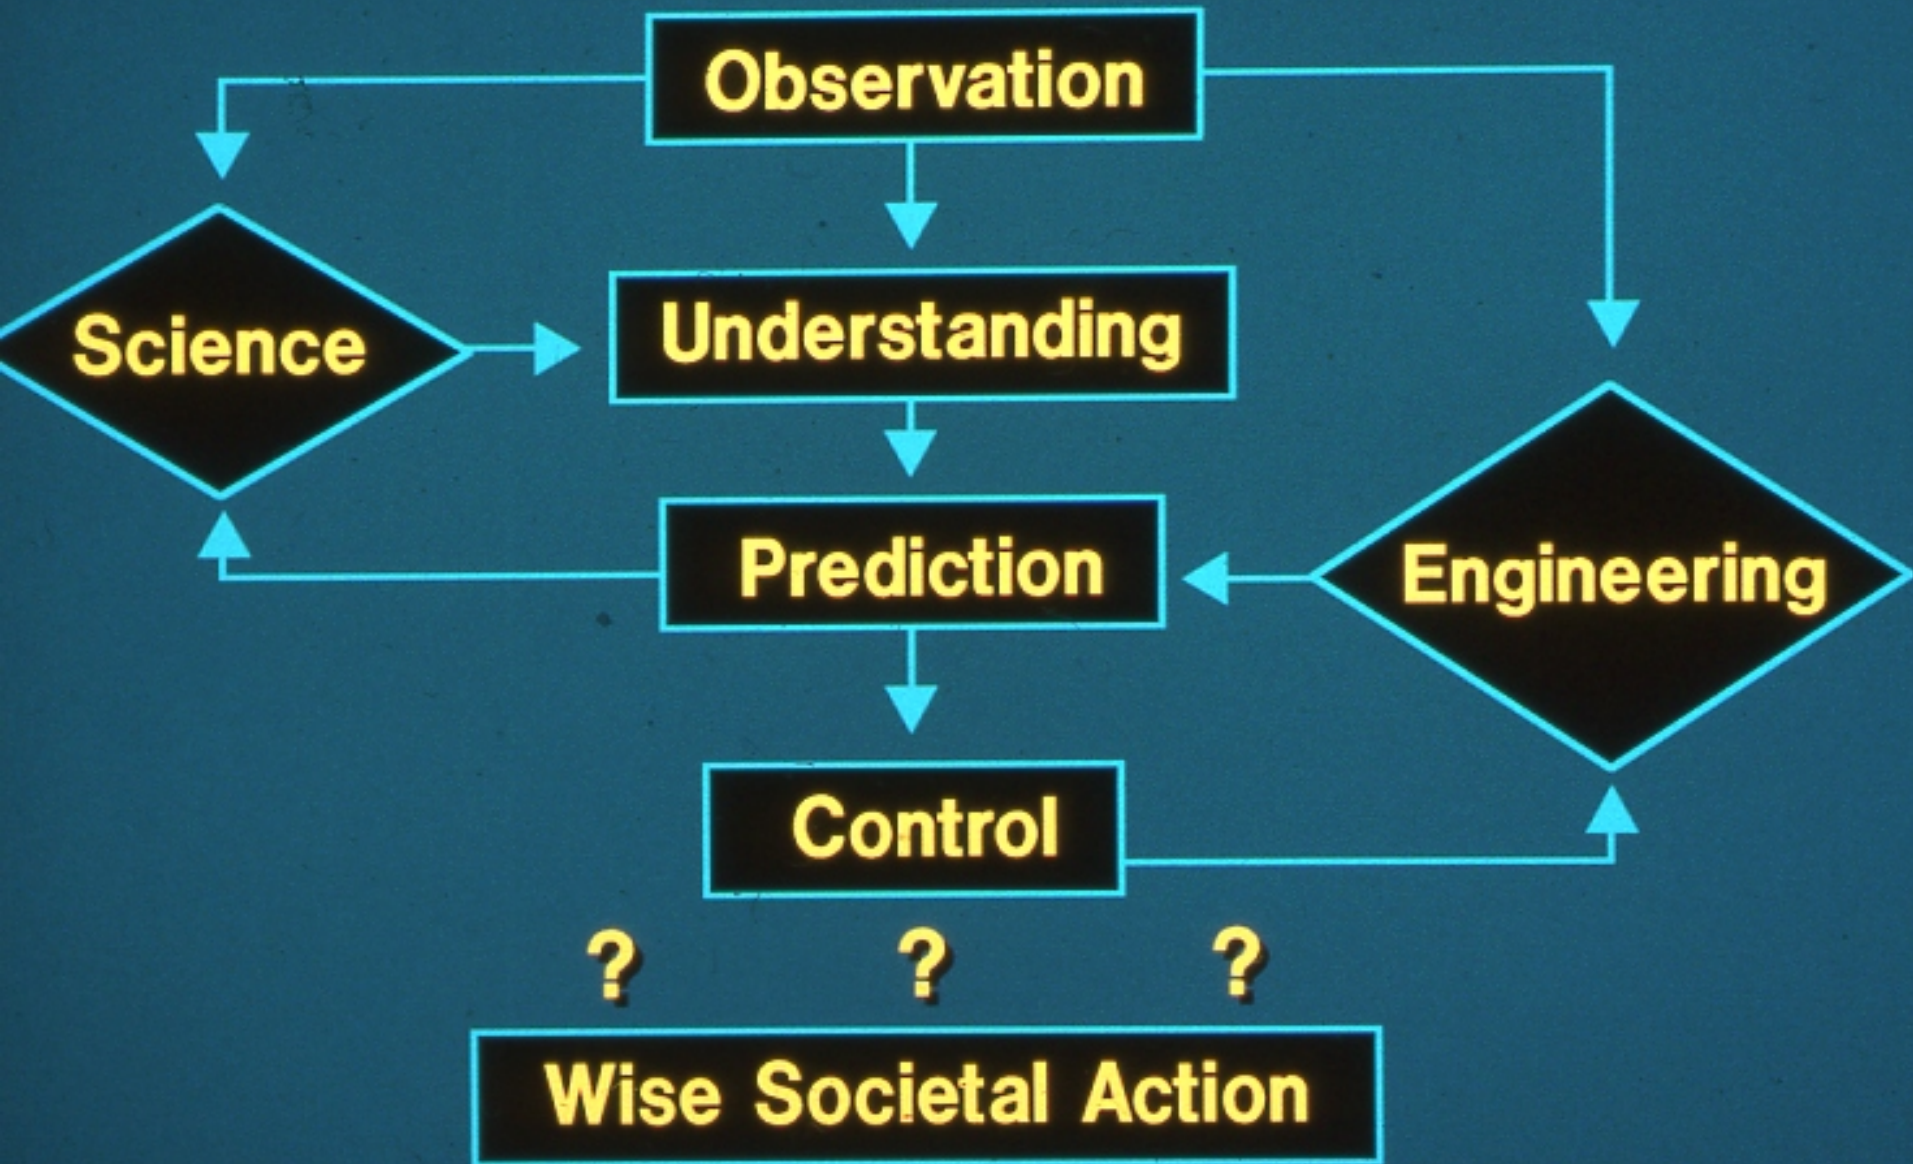 Observation
Science
Understanding
Prediction
Engineering
Control
? ? ?
Wise Societal Action